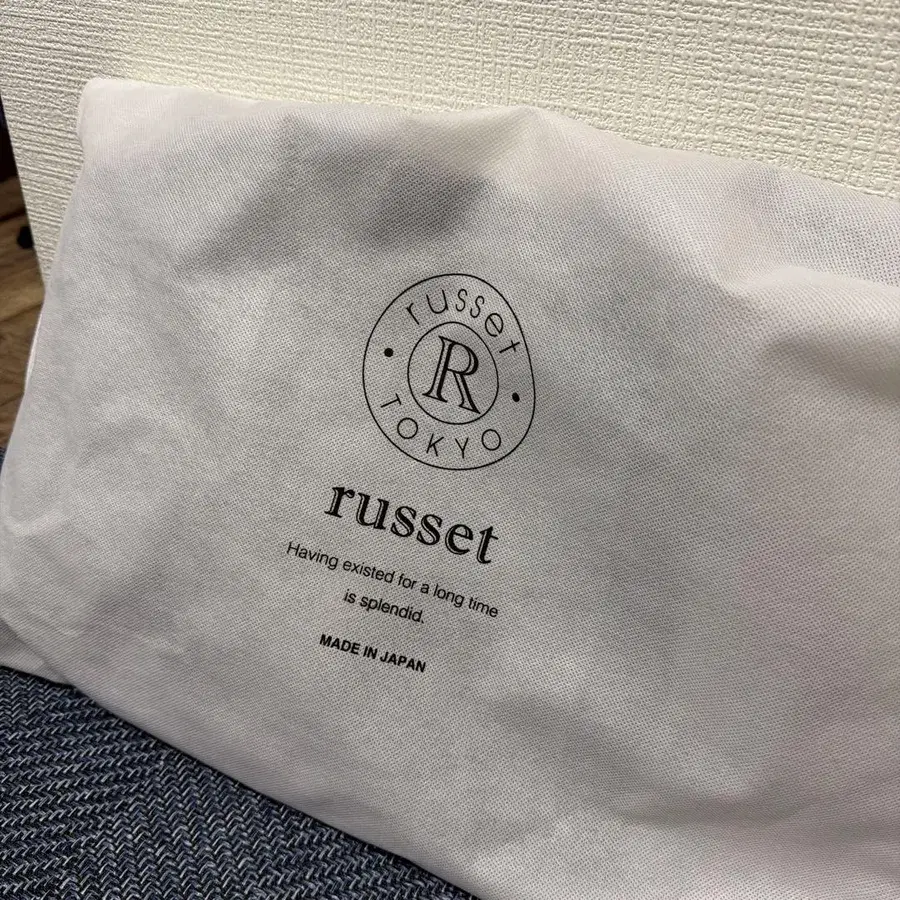 russet
R
TOKYO
russet
Having existed for a long time
is splendid.
MADE IN JAPAN